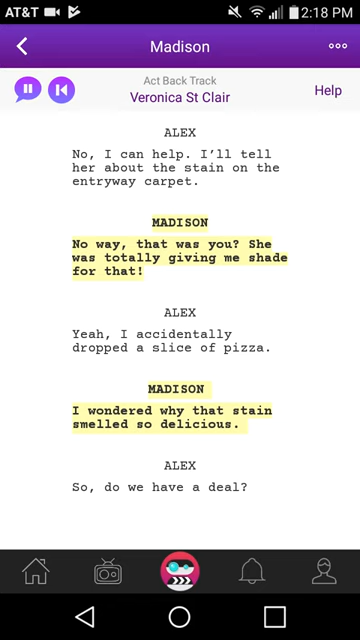 AT&T 2:18 PM
Madison
Act Back Track
Veronica St Clair
Help
ALEX
No, I can help. I'll tell
her about the stain on the
entryway carpet.
MADISON
No way, that was you? She
was totally giving me shade
for that!
ALEX
Yeah, I accidentally
dropped a slice of pizza.
MADISON
I wondered why that stain
smelled so delicious.
ALEX
So, do we have a deal?